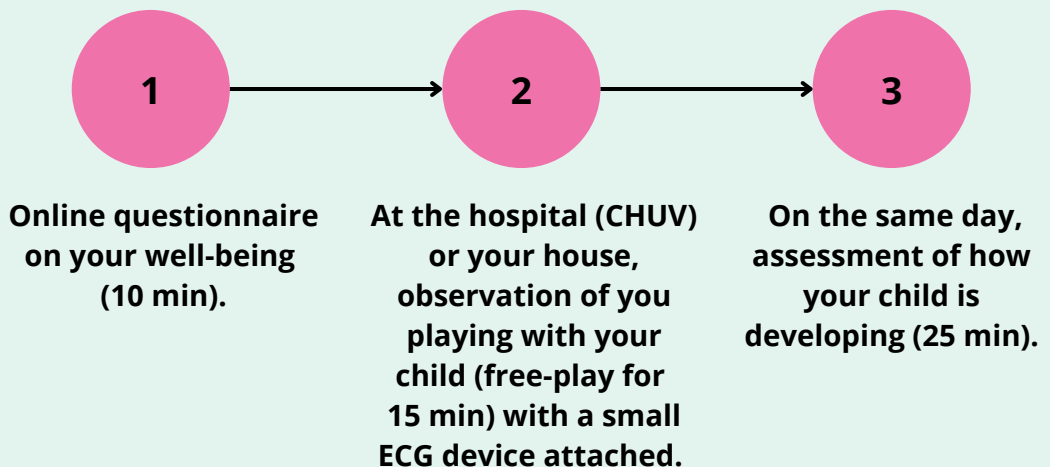 1
2
3
Online questionnaire
on your well-being
(10 min).
At the hospital (CHUV)
or your house,
observation of you
playing with your
child (free-play for
15 min) with a small
ECG device attached.
On the same day,
assessment of how
your child is
developing (25 min).